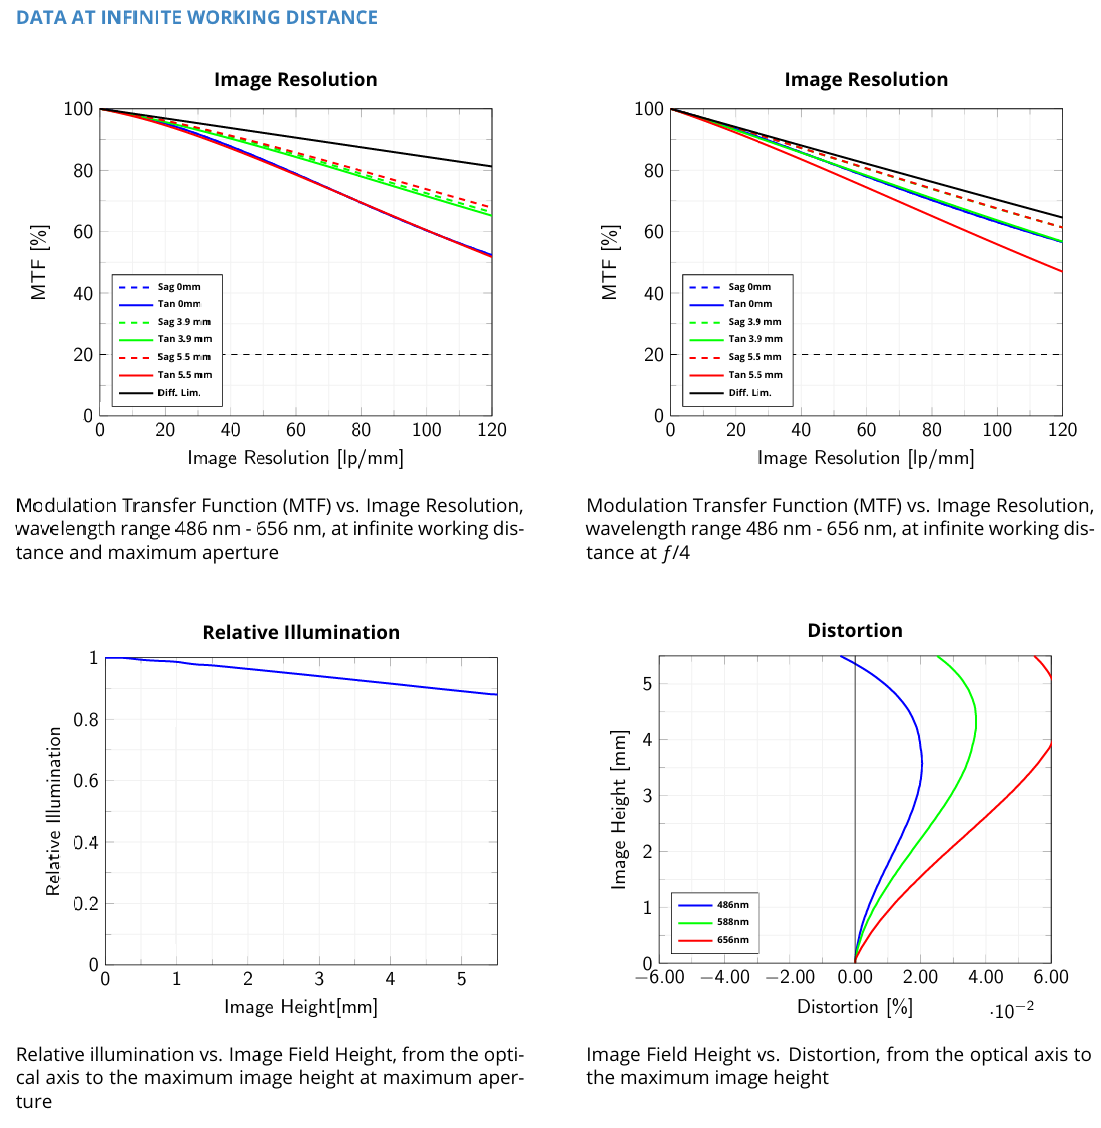 DATA AT INFINITE WORKING DISTANCE
Image Resolution
100
80
60
40
20
0
MTF [%]
Sag 0mm
Tan 0mm
Sag 3.9 mm
Tan 3.9 mm
Sag 5.5 mm
Tan 5.5 mm
Diff. Lim.
0 20 40 60 80 100 120
Image Resolution [lp/mm]
Modulation Transfer Function (MTF) vs. Image Resolution,
wavelength range 486 nm - 656 nm, at infinite working dis-
tance and maximum aperture
Image Resolution
100
80
60
40
20
0
MTF [%]
Sag 0mm
Tan 0mm
Sag 3.9 mm
Tan 3.9 mm
Sag 5.5 mm
Tan 5.5 mm
Diff. Lim.
0 20 40 60 80 100 120
Image Resolution [lp/mm]
Modulation Transfer Function (MTF) vs. Image Resolution,
wavelength range 486 nm - 656 nm, at infinite working dis-
tance at ƒ/4
Relative Illumination
1
0.8
0.6
0.4
0.2
0
Relative Illumination
0 1 2 3 4 5
Image Height[mm]
Relative illumination vs. Image Field Height, from the opti-
cal axis to the maximum image height at maximum aper-
ture
Distortion
5
4
3
2
1
0
Image Height [mm]
486nm
588nm
656nm
−6.00 −4.00 −2.00 0.00 2.00 4.00 6.00
Distortion [%]
·10⁻²
Image Field Height vs. Distortion, from the optical axis to
the maximum image height